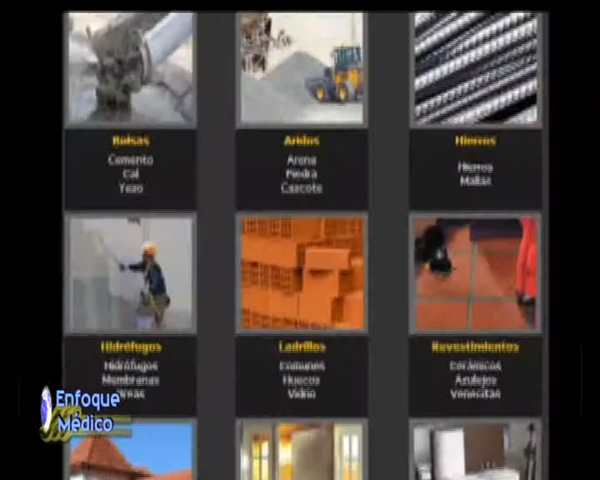 Bolsas
Cemento
Cal
Yeso
Aridos
Arena
Piedra
Cascote
Hierros
Hierros
Mallas
Hidrófugos
Hidrófugos
Membranas
Ladrillos
Comunes
Huecos
Vidrio
Revestimientos
Cerámicos
Azulejos
Venecitas
Enfoque
Médico